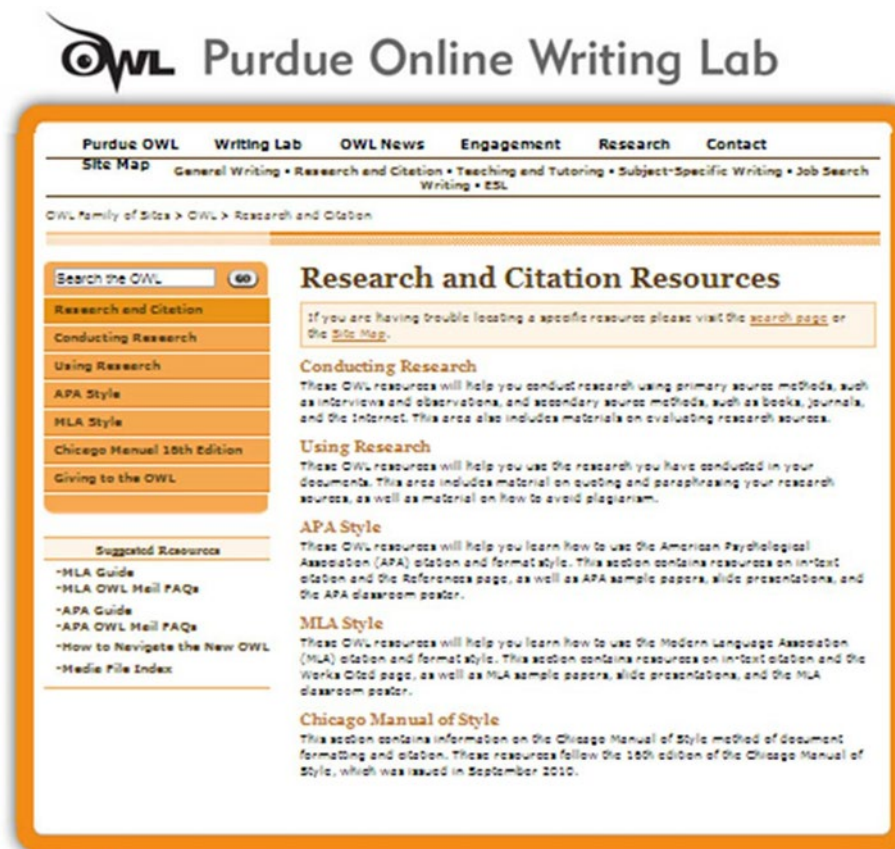 OWL Purdue Online Writing Lab
Purdue OWL Writing Lab OWL News Engagement Research Contact
Site Map
General Writing • Research and Citation • Teaching and Tutoring • Subject-Specific Writing • Job Search
Writing • ESL
OWL Family of Sites > OWL > Research and Citation
Search the OWL GO
Research and Citation
Conducting Research
Using Research
APA Style
MLA Style
Chicago Manual 16th Edition
Giving to the OWL
Suggested Resources
-MLA Guide
-MLA OWL Mail FAQs
-APA Guide
-APA OWL Mail FAQs
-How to Navigate the New OWL
-Media File Index
Research and Citation Resources
If you are having trouble locating a specific resource please visit the search page or
the Site Map.
Conducting Research
These OWL resources will help you conduct research using primary source methods, such
as interviews and observations, and secondary source methods, such as books, journals,
and the Internet. This area also includes materials on evaluating research sources.
Using Research
These OWL resources will help you use the research you have conducted in your
documents. This area includes material on quoting and paraphrasing your research
sources, as well as material on how to avoid plagiarism.
APA Style
These OWL resources will help you learn how to use the American Psychological
Association (APA) citation and format style. This section contains resources on in-text
citation and the References page, as well as APA sample papers, slide presentations, and
the APA classroom poster.
MLA Style
These OWL resources will help you learn how to use the Modern Language Association
(MLA) citation and format style. This section contains resources on in-text citation and the
Works Cited page, as well as MLA sample papers, slide presentations, and the MLA
classroom poster.
Chicago Manual of Style
This section contains information on the Chicago Manual of Style method of document
formatting and citation. These resources follow the 16th edition of the Chicago Manual of
Style, which was issued in September 2010.